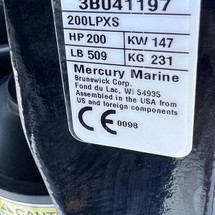 3B041197
200LPXS
HP 200 KW 147
LB 509 KG 231
Mercury Marine
Brunswick Corp.
Fond du Lac, WI 54935
Assembled in the USA from
US and foreign components
CE 0098
CAUTI